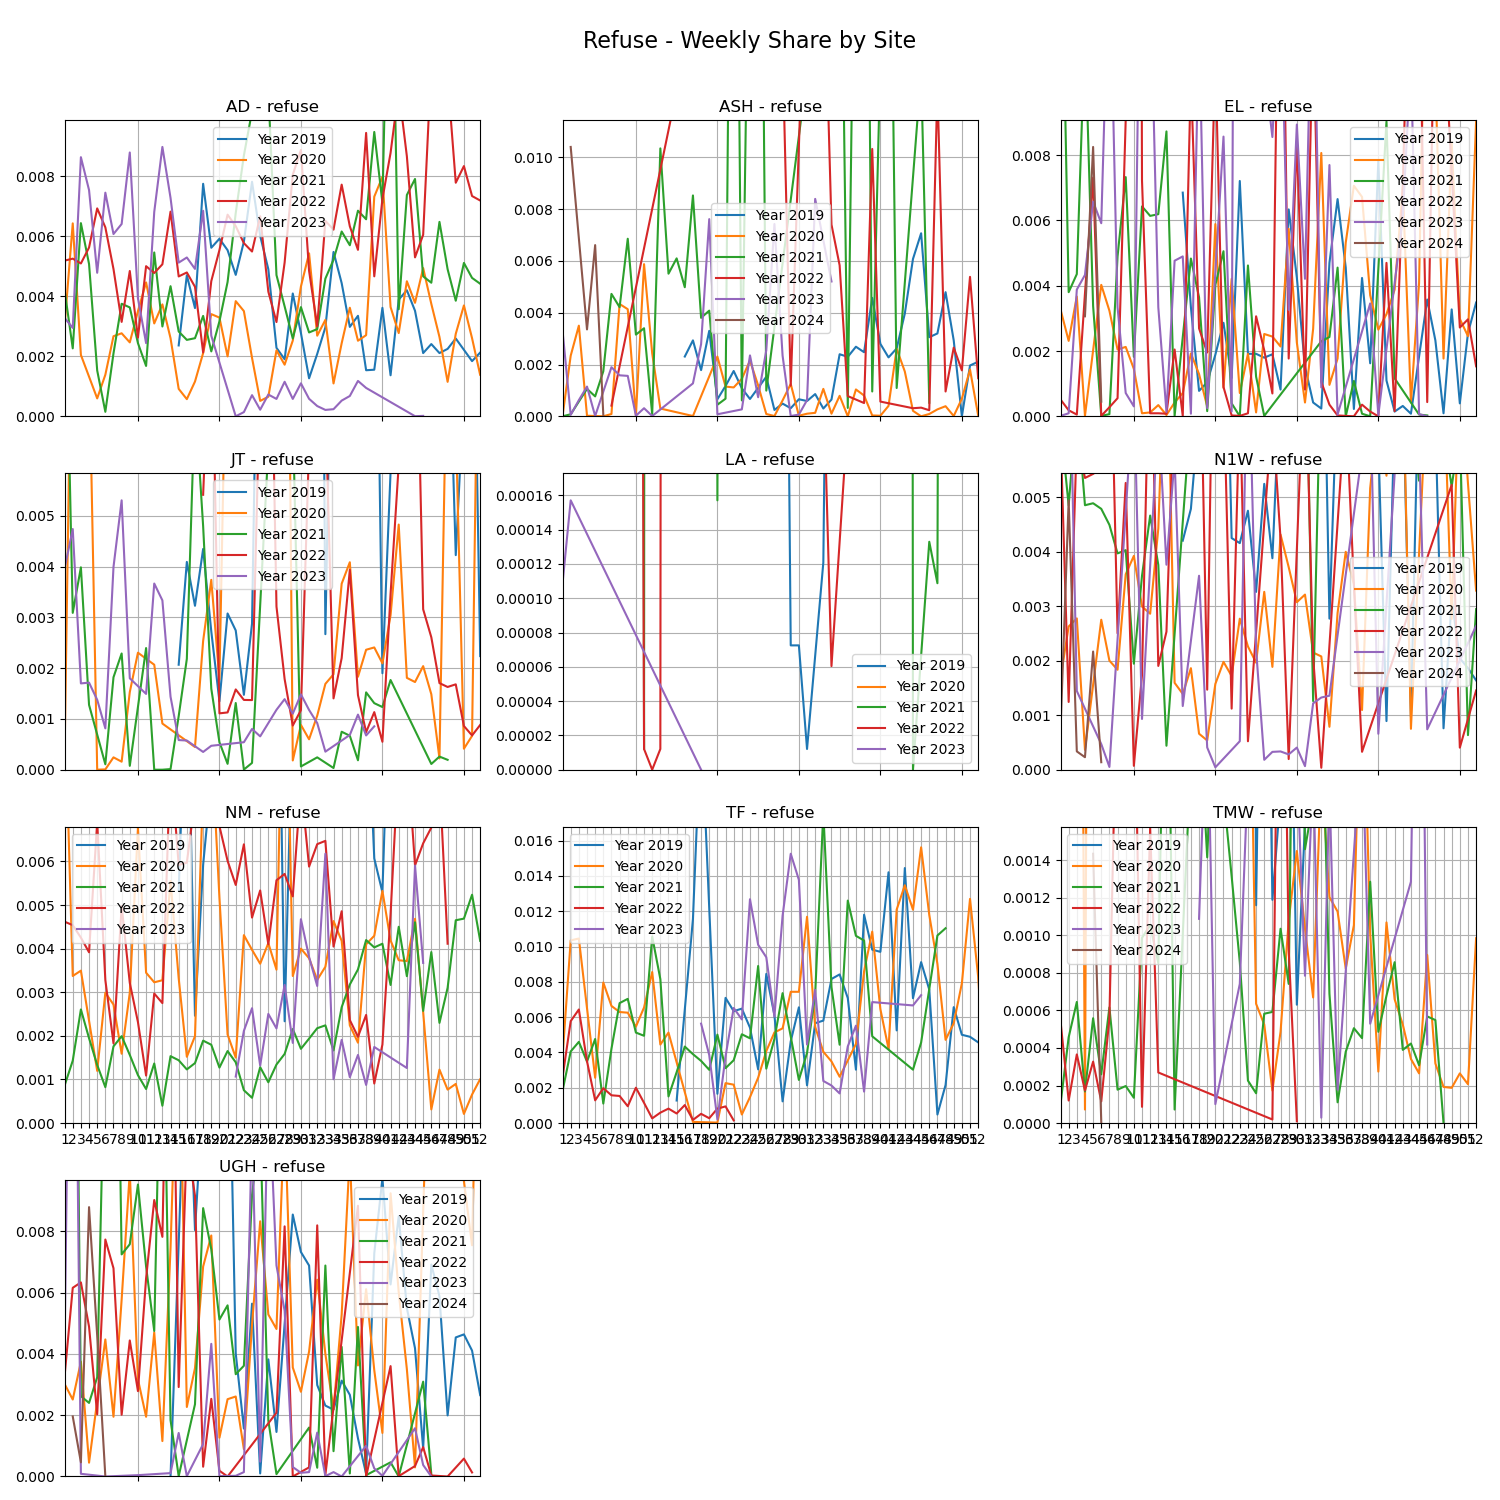 Refuse - Weekly Share by Site
AD - refuse
0.008
0.006
0.004
0.002
0.000
Year 2019
Year 2020
Year 2021
Year 2022
Year 2023
ASH - refuse
0.010
0.008
0.006
0.004
0.002
0.000
Year 2019
Year 2020
Year 2021
Year 2022
Year 2023
Year 2024
EL - refuse
0.008
0.006
0.004
0.002
0.000
Year 2019
Year 2020
Year 2021
Year 2022
Year 2023
Year 2024
JT - refuse
0.005
0.004
0.003
0.002
0.001
0.000
Year 2019
Year 2020
Year 2021
Year 2022
Year 2023
LA - refuse
0.00016
0.00014
0.00012
0.00010
0.00008
0.00006
0.00004
0.00002
0.00000
Year 2019
Year 2020
Year 2021
Year 2022
Year 2023
N1W - refuse
0.005
0.004
0.003
0.002
0.001
0.000
Year 2019
Year 2020
Year 2021
Year 2022
Year 2023
Year 2024
NM - refuse
0.006
0.005
0.004
0.003
0.002
0.001
0.000
Year 2019
Year 2020
Year 2021
Year 2022
Year 2023
TF - refuse
0.016
0.014
0.012
0.010
0.008
0.006
0.004
0.002
0.000
Year 2019
Year 2020
Year 2021
Year 2022
Year 2023
TMW - refuse
0.0014
0.0012
0.0010
0.0008
0.0006
0.0004
0.0002
0.0000
Year 2019
Year 2020
Year 2021
Year 2022
Year 2023
Year 2024
UGH - refuse
0.008
0.006
0.004
0.002
0.000
Year 2019
Year 2020
Year 2021
Year 2022
Year 2023
Year 2024